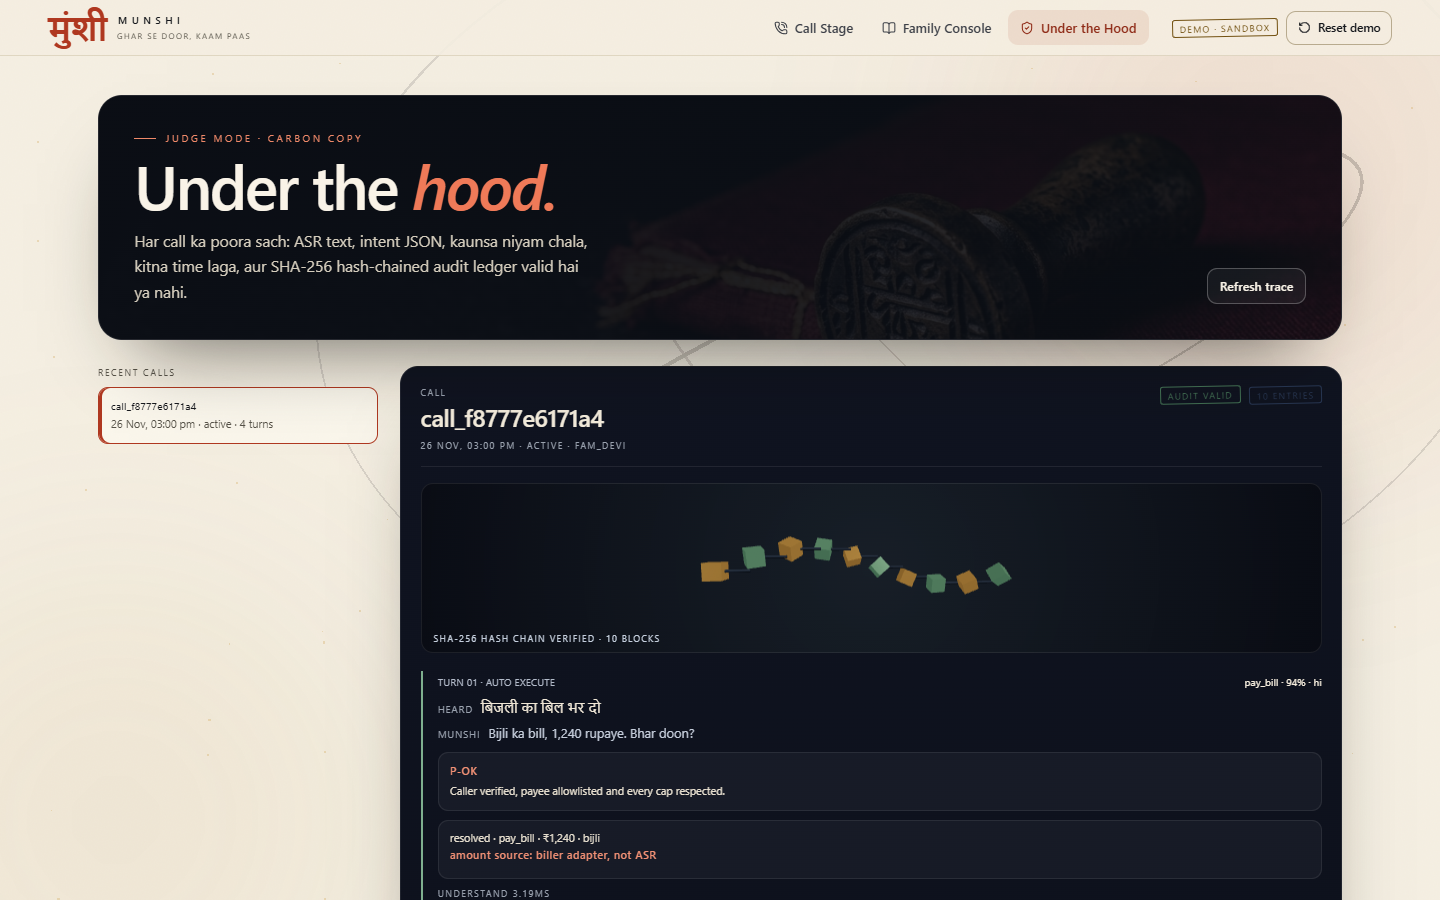 मुंशी MUNSHI
GHAR SE DOOR, KAAM PAAS
Call Stage
Family Console
Under the Hood
DEMO · SANDBOX
Reset demo
JUDGE MODE · CARBON COPY
Under the hood.
Har call ka poora sach: ASR text, intent JSON, kaunsa niyam chala,
kitna time laga, aur SHA-256 hash-chained audit ledger valid hai
ya nahi.
Refresh trace
RECENT CALLS
call_f8777e6171a4
26 Nov, 03:00 pm · active · 4 turns
CALL
AUDIT VALID
10 ENTRIES
call_f8777e6171a4
26 NOV, 03:00 PM · ACTIVE · FAM_DEVI
SHA-256 HASH CHAIN VERIFIED · 10 BLOCKS
TURN 01 · AUTO EXECUTE
pay_bill · 94% · hi
HEARD बिजली का बिल भर दो
MUNSHI Bijli ka bill, 1,240 rupaye. Bhar doon?
P-OK
Caller verified, payee allowlisted and every cap respected.
resolved · pay_bill · ₹1,240 · bijli
amount source: biller adapter, not ASR
UNDERSTAND 3.19MS